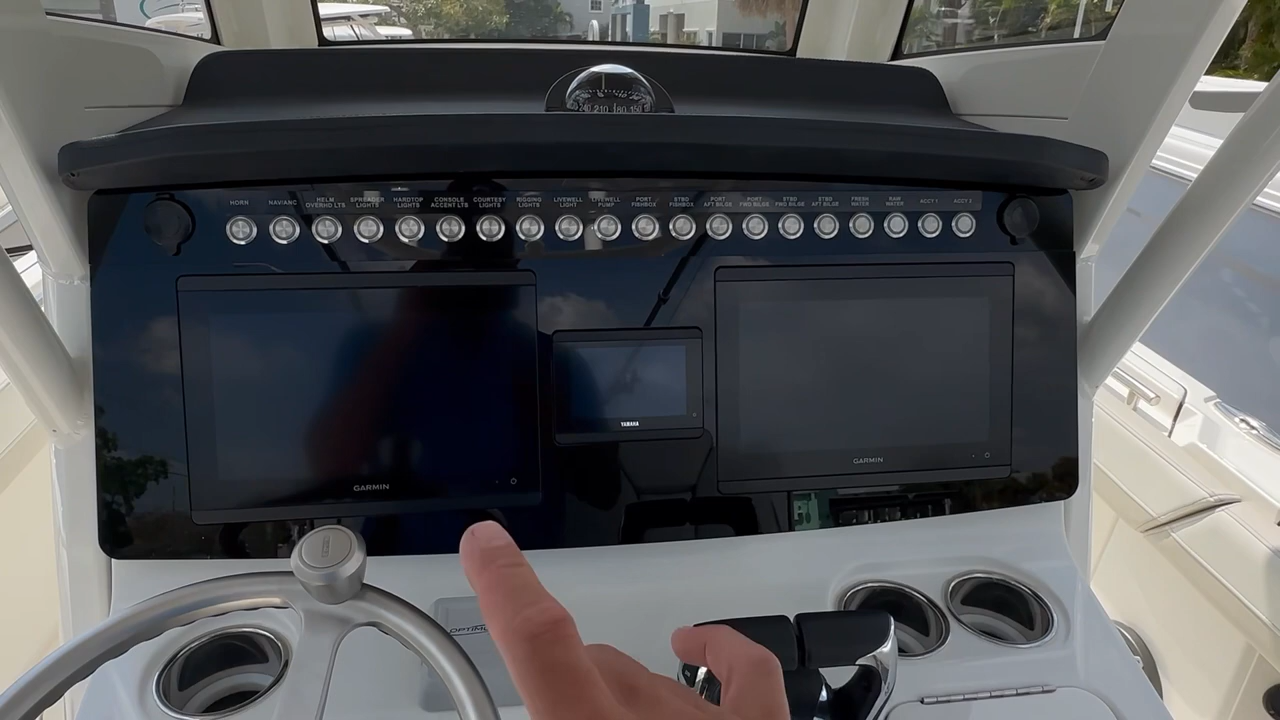 240 210 180 150
HORN
NAV/ANC
HELM
OVERHD LTS
SPREADER
LIGHTS
HARDTOP
LIGHTS
CONSOLE
ACCENT LTS
COURTESY
LIGHTS
RIGGING
LIGHTS
LIVEWELL
LIGHT
LIVEWELL
PUMP
PORT
FISHBOX
STBD
FISHBOX
PORT
AFT BILGE
PORT
FWD BILGE
STBD
FWD BILGE
STBD
AFT BILGE
FRESH
WATER
RAW
WATER
ACCY 1
ACCY 2
GARMIN
YAMAHA
GARMIN